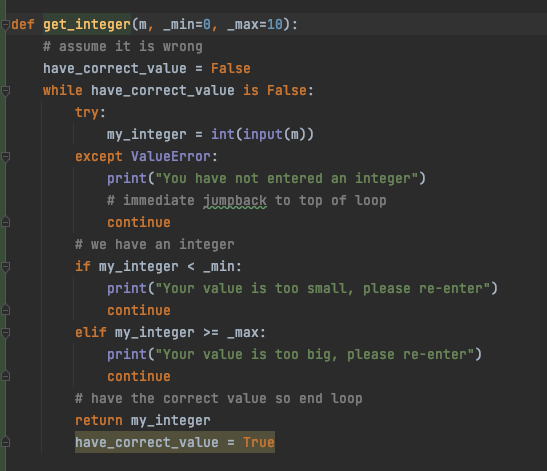 def get_integer(m, _min=0, _max=10):
    # assume it is wrong
    have_correct_value = False
    while have_correct_value is False:
        try:
            my_integer = int(input(m))
        except ValueError:
            print("You have not entered an integer")
            # immediate jumpback to top of loop
            continue
        # we have an integer
        if my_integer < _min:
            print("Your value is too small, please re-enter")
            continue
        elif my_integer >= _max:
            print("Your value is too big, please re-enter")
            continue
        # have the correct value so end loop
        return my_integer
        have_correct_value = True